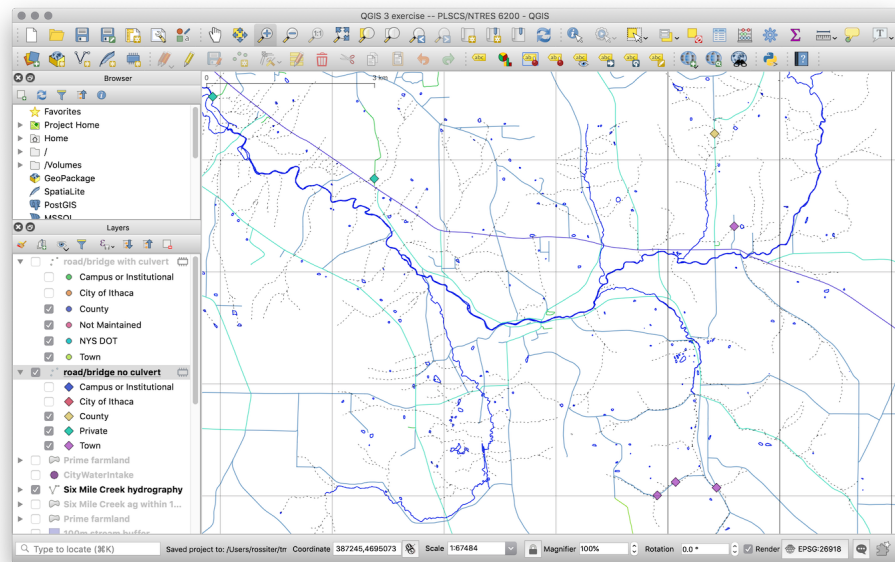 QGIS 3 exercise -- PLSCS/NTRES 6200 - QGIS
Browser
Favorites
Project Home
Home
/
/Volumes
GeoPackage
SpatiaLite
PostGIS
MSSQL
Layers
road/bridge with culvert
Campus or Institutional
City of Ithaca
County
Not Maintained
NYS DOT
Town
road/bridge no culvert
Campus or Institutional
City of Ithaca
County
Private
Town
Prime farmland
CityWaterIntake
Six Mile Creek hydrography
Six Mile Creek ag within 1...
Prime farmland
100m stream buffer
0
3 km
Type to locate (⌘K)
Saved project to: /Users/rossiter/tr
Coordinate 387245,4695073
Scale 1:67484
Magnifier 100%
Rotation 0.0 °
Render
EPSG:26918